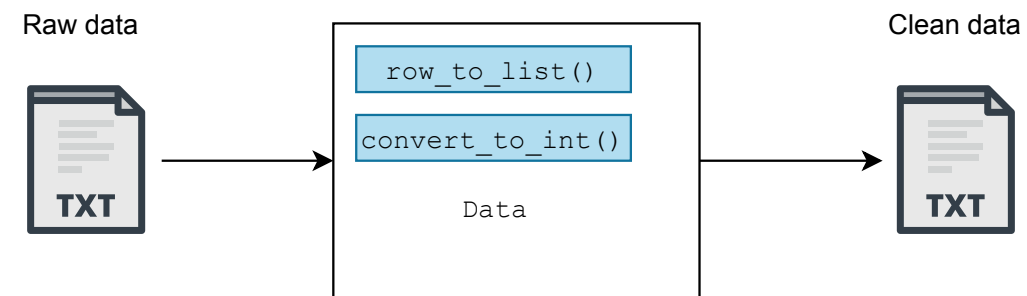 Raw data
Clean data
row_to_list()
convert_to_int()
TXT
Data
TXT